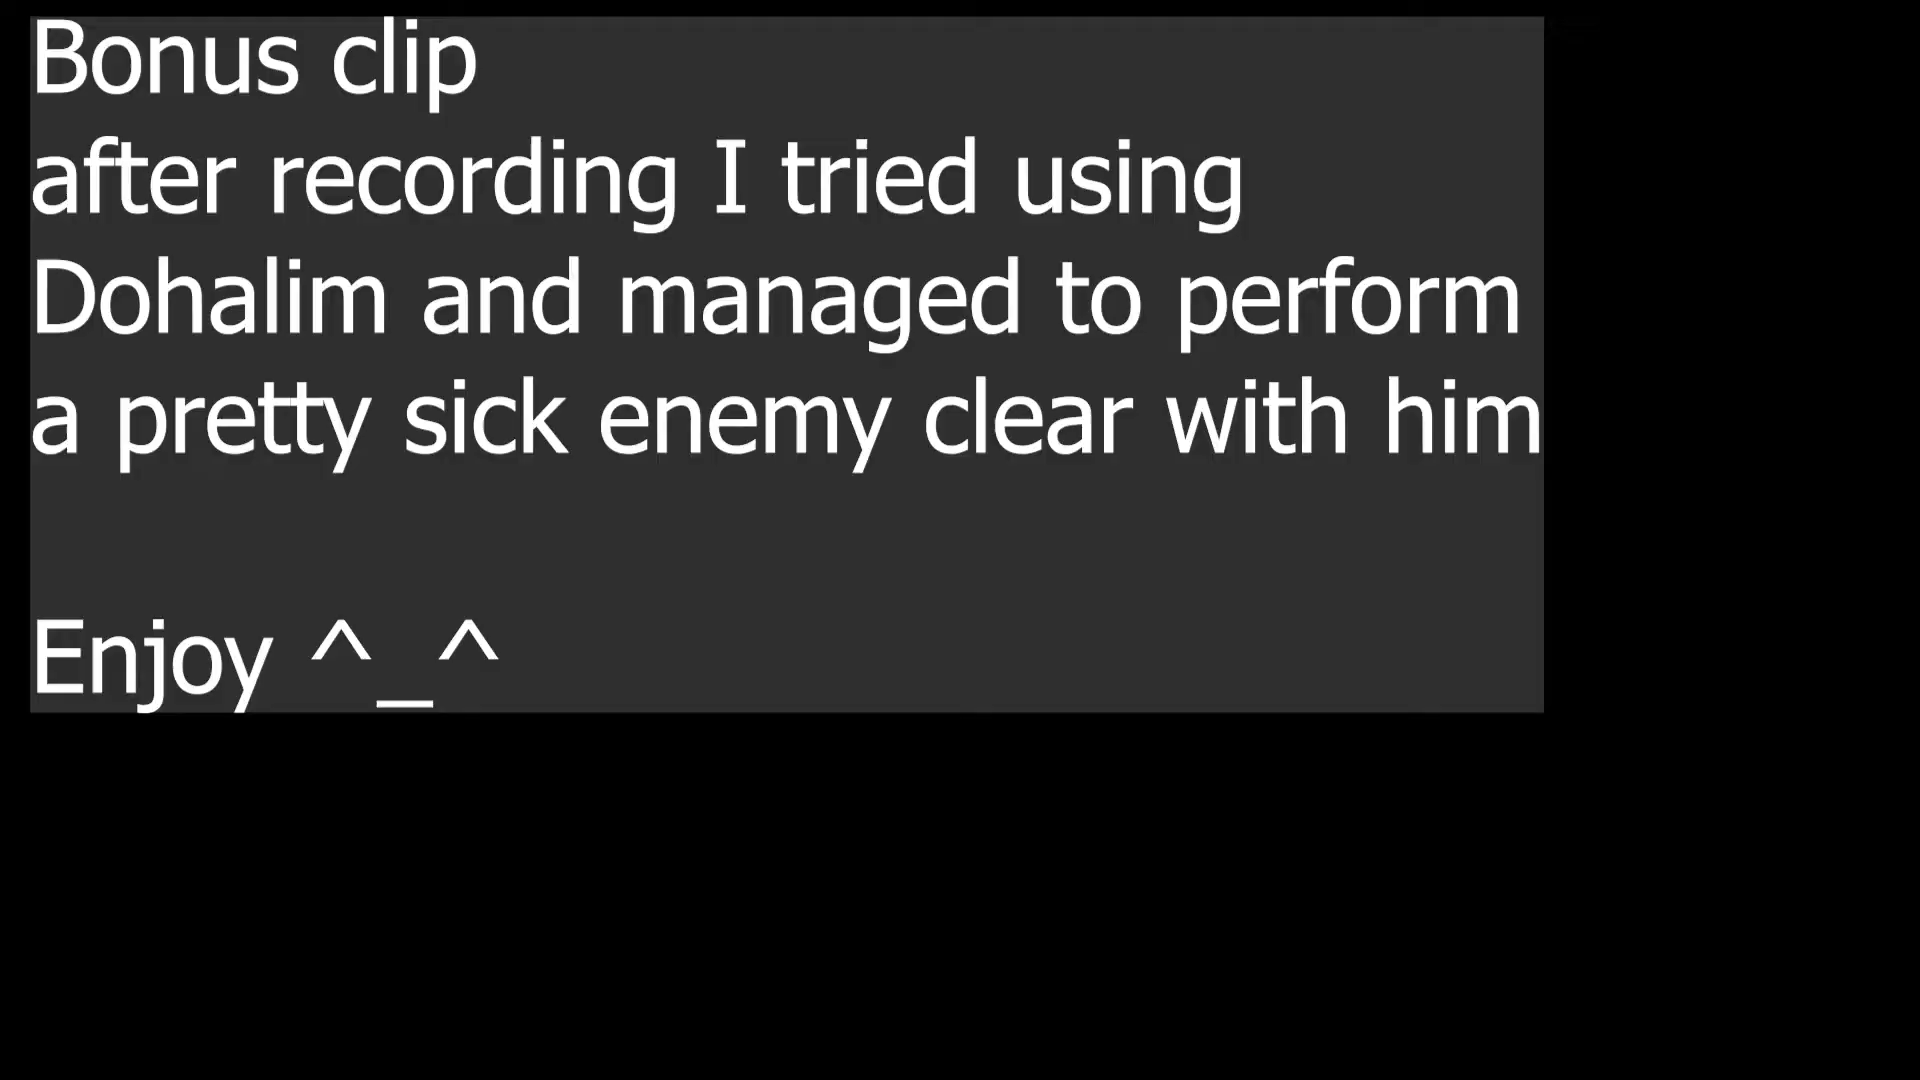 Bonus clip
after recording I tried using
Dohalim and managed to perform
a pretty sick enemy clear with him
Enjoy ^_^